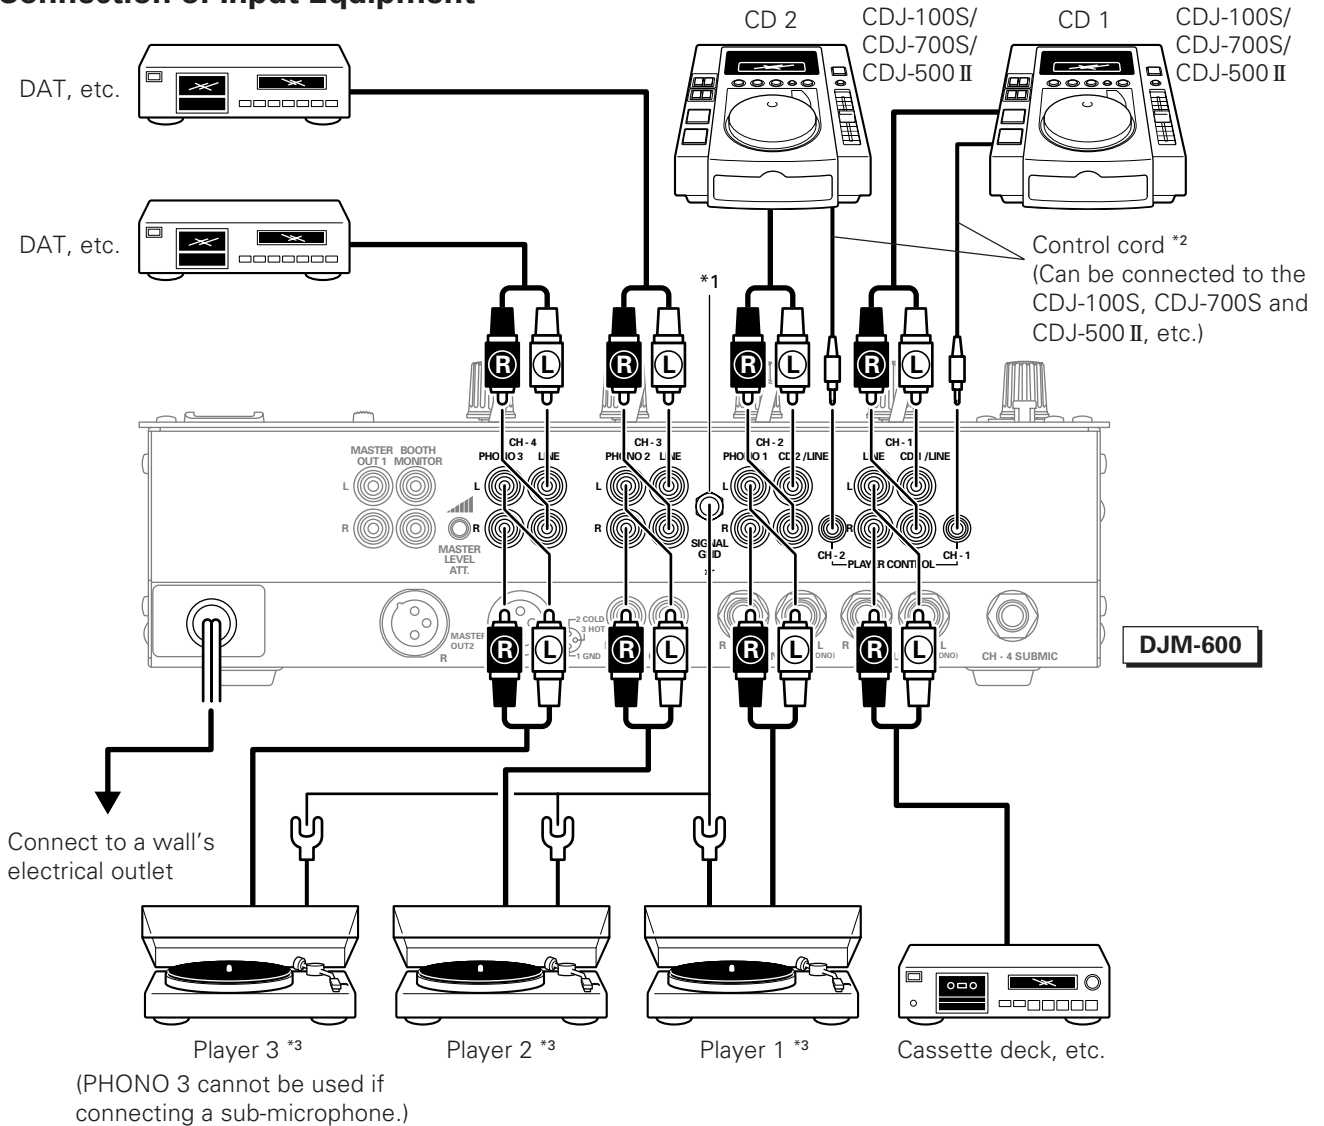 Connection of Input Equipment
CD 2
CDJ-100S/
CDJ-700S/
CDJ-500 II
CD 1
CDJ-100S/
CDJ-700S/
CDJ-500 II
DAT, etc.
DAT, etc.
Control cord *2
(Can be connected to the
CDJ-100S, CDJ-700S and
CDJ-500 II, etc.)
*1
R L R L R L R L
MASTER OUT 1
BOOTH MONITOR
CH - 4
PHONO 3 LINE
CH - 3
PHONO 2 LINE
CH - 2
PHONO 1 CD 2 /LINE
CH - 1
LINE CD 1 /LINE
L L L L L
R R R R R
MASTER
LEVEL
ATT.
SIGNAL
GND
CH - 2 PLAYER CONTROL CH - 1
2 COLD
3 HOT
1 GND
MASTER
OUT2
R
R L R L R L R L
R L R L
CH - 4 SUBMIC
DJM-600
Connect to a wall's
electrical outlet
Player 3 *3
(PHONO 3 cannot be used if
connecting a sub-microphone.)
Player 2 *3
Player 1 *3
Cassette deck, etc.